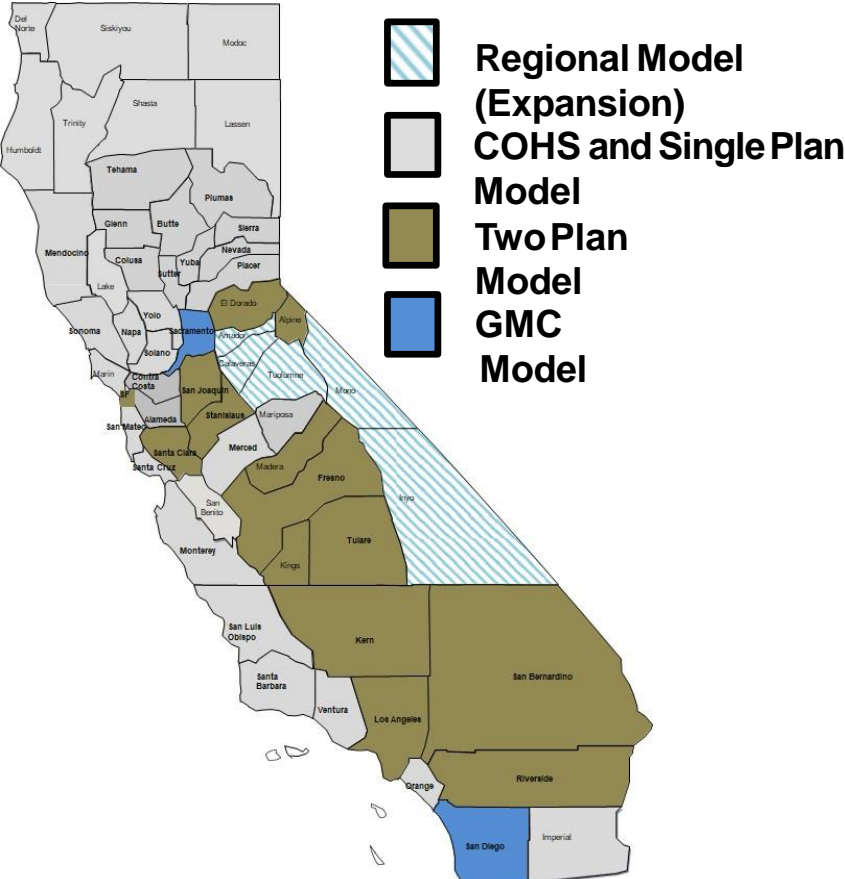 Del
Norte
Siskiyou
Modoc
Shasta
Trinity
Lassen
Humboldt
Tehama
Plumas
Glenn
Butte
Sierra
Mendocino
Nevada
Colusa
Yuba
Placer
Sutter
Lake
Yolo
El Dorado
Sonoma
Napa
Sacramento
Alpine
Amador
Solano
Calaveras
Marin
Contra
Costa
Tuolumne
San Joaquin
Mono
SF
Alameda
Stanislaus
Mariposa
San Mateo
Merced
Santa Clara
Santa Cruz
Madera
Fresno
Inyo
San
Benito
Tulare
Monterey
Kings
San Luis
Obispo
Kern
Santa
Barbara
San Bernardino
Ventura
Los Angeles
Orange
Riverside
San Diego
Imperial
Regional Model
(Expansion)
COHS and Single Plan
Model
Two Plan
Model
GMC
Model